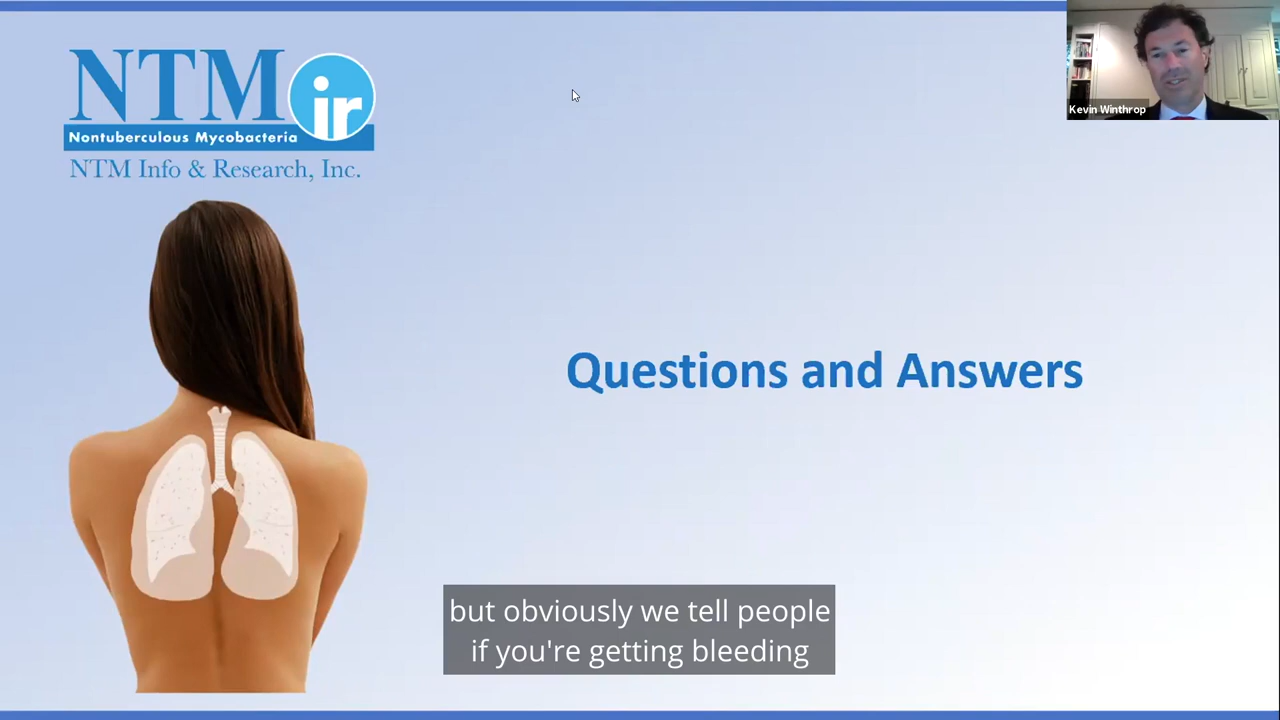 NTM
ir
Nontuberculous Mycobacteria
NTM Info & Research, Inc.
Kevin Winthrop
Questions and Answers
but obviously we tell people
if you're getting bleeding